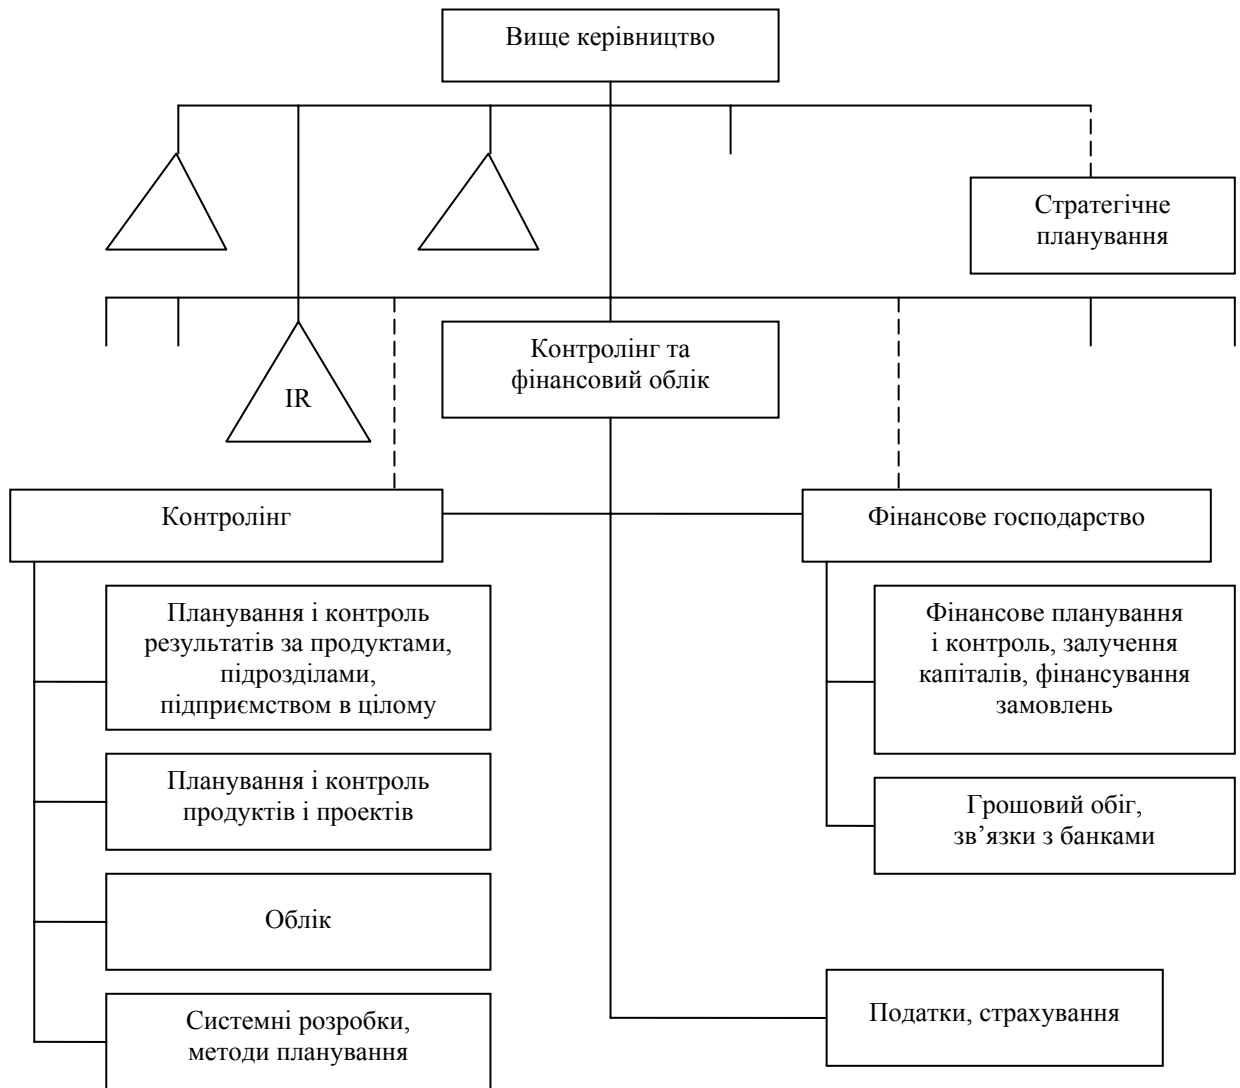 Вище керівництво
Стратегічне
планування
Контролінг та
фінансовий облік
IR
Контролінг
Фінансове господарство
Планування і контроль
результатів за продуктами,
підрозділами,
підприємством в цілому
Фінансове планування
і контроль, залучення
капіталів, фінансування
замовлень
Планування і контроль
продуктів і проектів
Грошовий обіг,
зв’язки з банками
Облік
Системні розробки,
методи планування
Податки, страхування